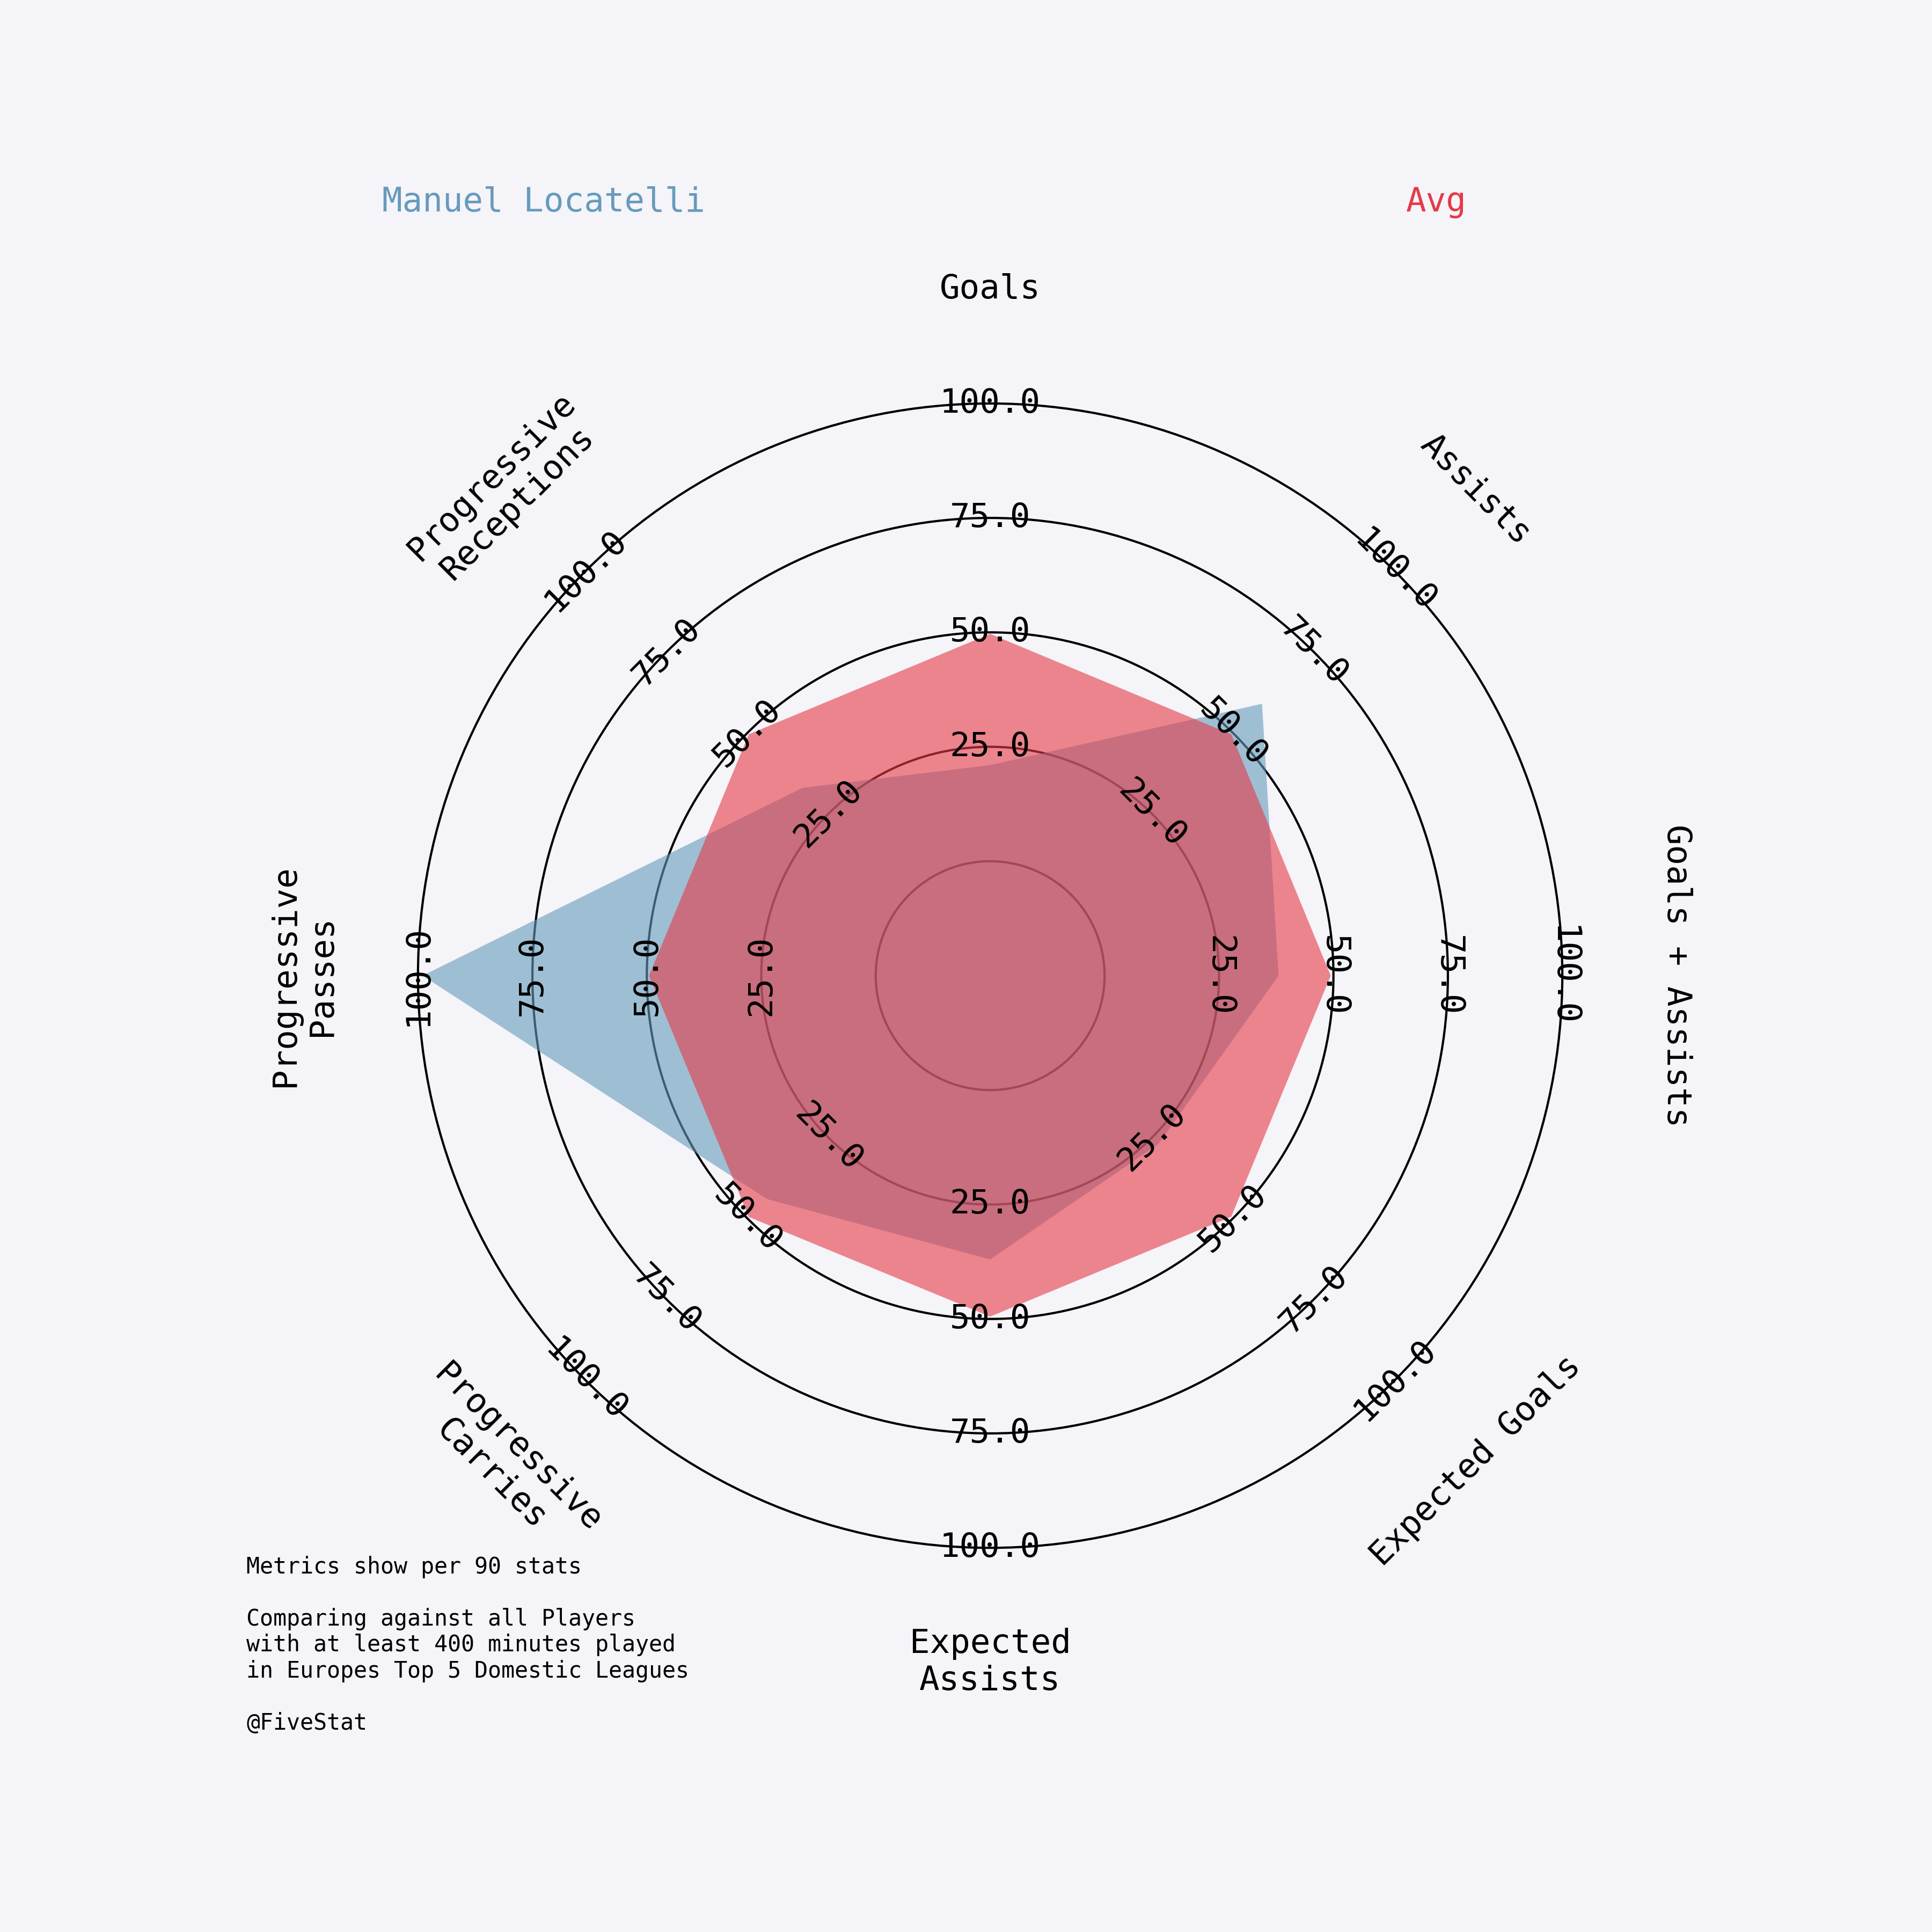 Manuel Locatelli
Avg
Goals
Assists
Goals + Assists
Expected Goals
Expected
Assists
Progressive
Carries
Progressive
Passes
Progressive
Receptions
25.0
50.0
75.0
100.0
25.0
50.0
75.0
100.0
25.0
50.0
75.0
100.0
25.0
50.0
75.0
100.0
25.0
50.0
75.0
100.0
25.0
50.0
75.0
100.0
25.0
50.0
75.0
100.0
25.0
50.0
75.0
100.0
Metrics show per 90 stats
Comparing against all Players
with at least 400 minutes played
in Europes Top 5 Domestic Leagues
@FiveStat